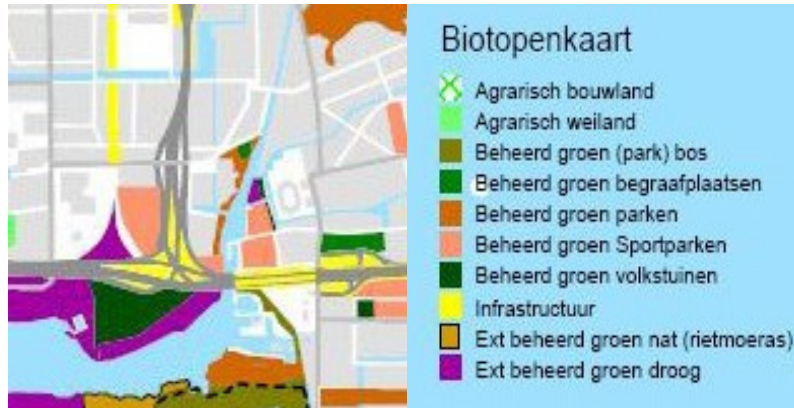 Biotopenkaart
Agrarisch bouwland
Agrarisch weiland
Beheerd groen (park) bos
Beheerd groen begraafplaatsen
Beheerd groen parken
Beheerd groen Sportparken
Beheerd groen volkstuinen
Infrastructuur
Ext beheerd groen nat (rietmoeras)
Ext beheerd groen droog